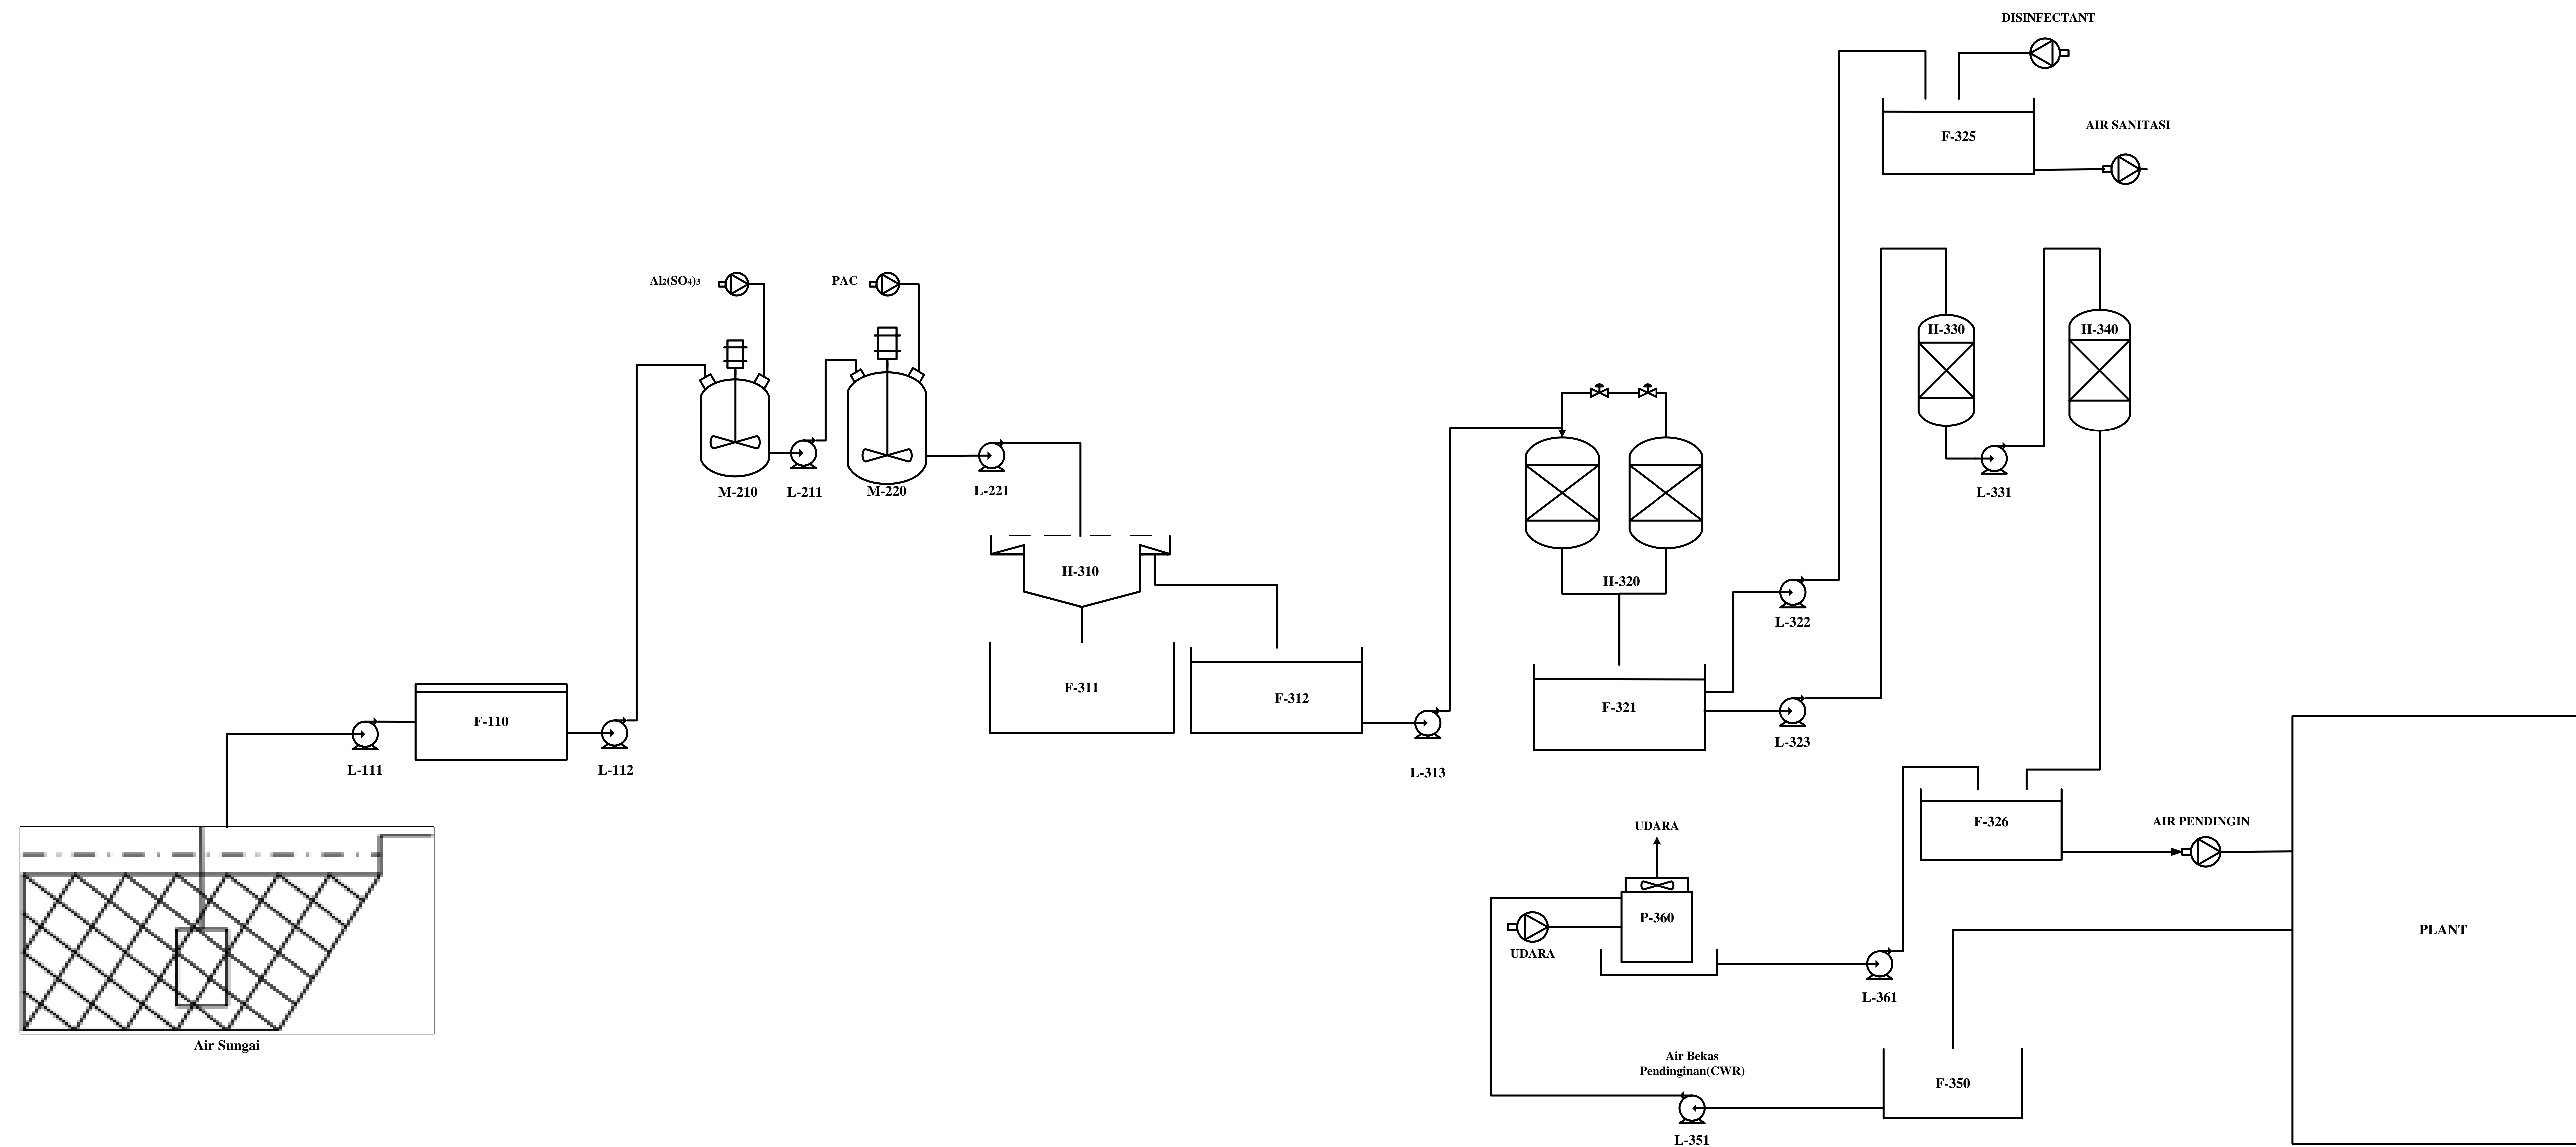 DISINFECTANT
F-325
AIR SANITASI
Al2(SO4)3
PAC
H-330
H-340
M-210
L-211
M-220
L-221
L-331
H-310
H-320
L-322
F-311
F-312
F-321
F-110
L-111
L-112
L-313
L-323
UDARA
F-326
AIR PENDINGIN
P-360
UDARA
PLANT
L-361
Air Sungai
Air Bekas
Pendinginan(CWR)
F-350
L-351